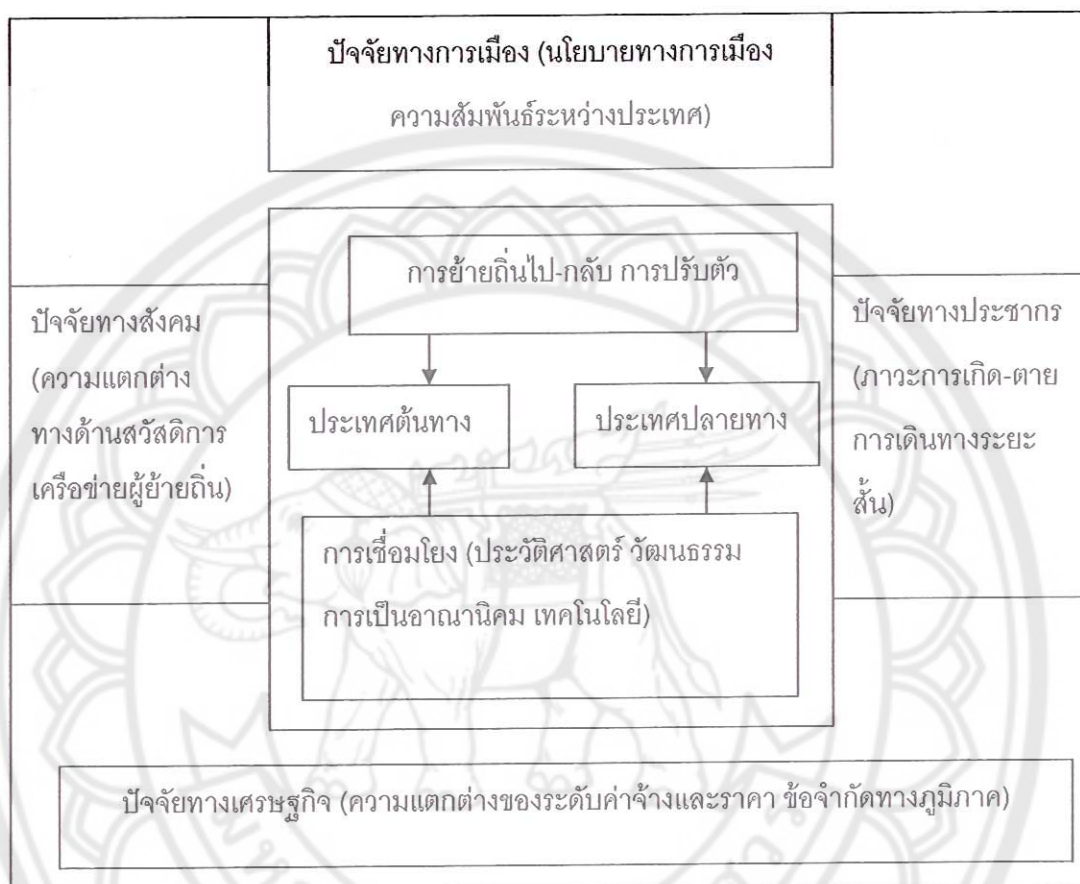 ปัจจัยทางการเมือง (นโยบายทางการเมือง
ความสัมพันธ์ระหว่างประเทศ)
การย้ายถิ่นไป-กลับ การปรับตัว
ปัจจัยทางสังคม
(ความแตกต่าง
ทางด้านสวัสดิการ
เครือข่ายผู้ย้ายถิ่น)
ประเทศต้นทาง
ประเทศปลายทาง
ปัจจัยทางประชากร
(ภาวะการเกิด-ตาย
การเดินทางระยะ
สั้น)
การเชื่อมโยง (ประวัติศาสตร์ วัฒนธรรม
การเป็นอาณานิคม เทคโนโลยี)
ปัจจัยทางเศรษฐกิจ (ความแตกต่างของระดับค่าจ้างและราคา ข้อจำกัดทางภูมิภาค)